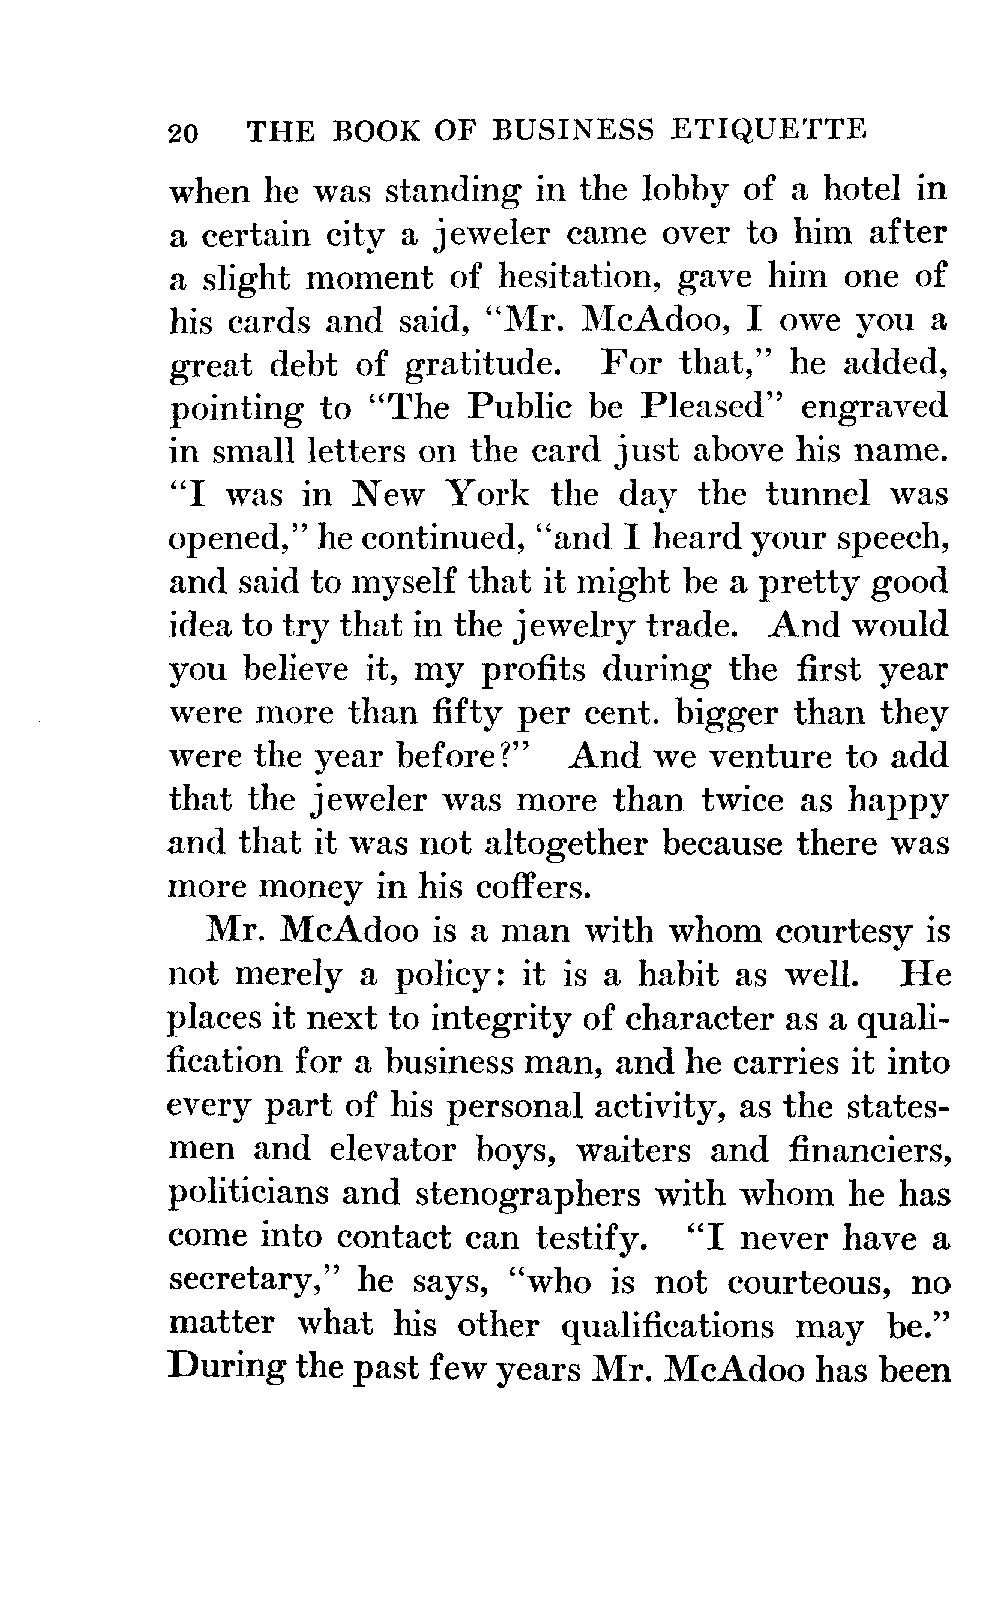 20 THE BOOK OF BUSINESS ETIQUETTE
when he was standing in the lobby of a hotel in
a certain city a jeweler came over to him after
a slight moment of hesitation, gave him one of
his cards and said, “Mr. McAdoo, I owe you a
great debt of gratitude. For that,” he added,
pointing to “The Public be Pleased” engraved
in small letters on the card just above his name.
“I was in New York the day the tunnel was
opened,” he continued, “and I heard your speech,
and said to myself that it might be a pretty good
idea to try that in the jewelry trade. And would
you believe it, my profits during the first year
were more than fifty per cent. bigger than they
were the year before?” And we venture to add
that the jeweler was more than twice as happy
and that it was not altogether because there was
more money in his coffers.
Mr. McAdoo is a man with whom courtesy is
not merely a policy: it is a habit as well. He
places it next to integrity of character as a quali-
fication for a business man, and he carries it into
every part of his personal activity, as the states-
men and elevator boys, waiters and financiers,
politicians and stenographers with whom he has
come into contact can testify. “I never have a
secretary,” he says, “who is not courteous, no
matter what his other qualifications may be.”
During the past few years Mr. McAdoo has been